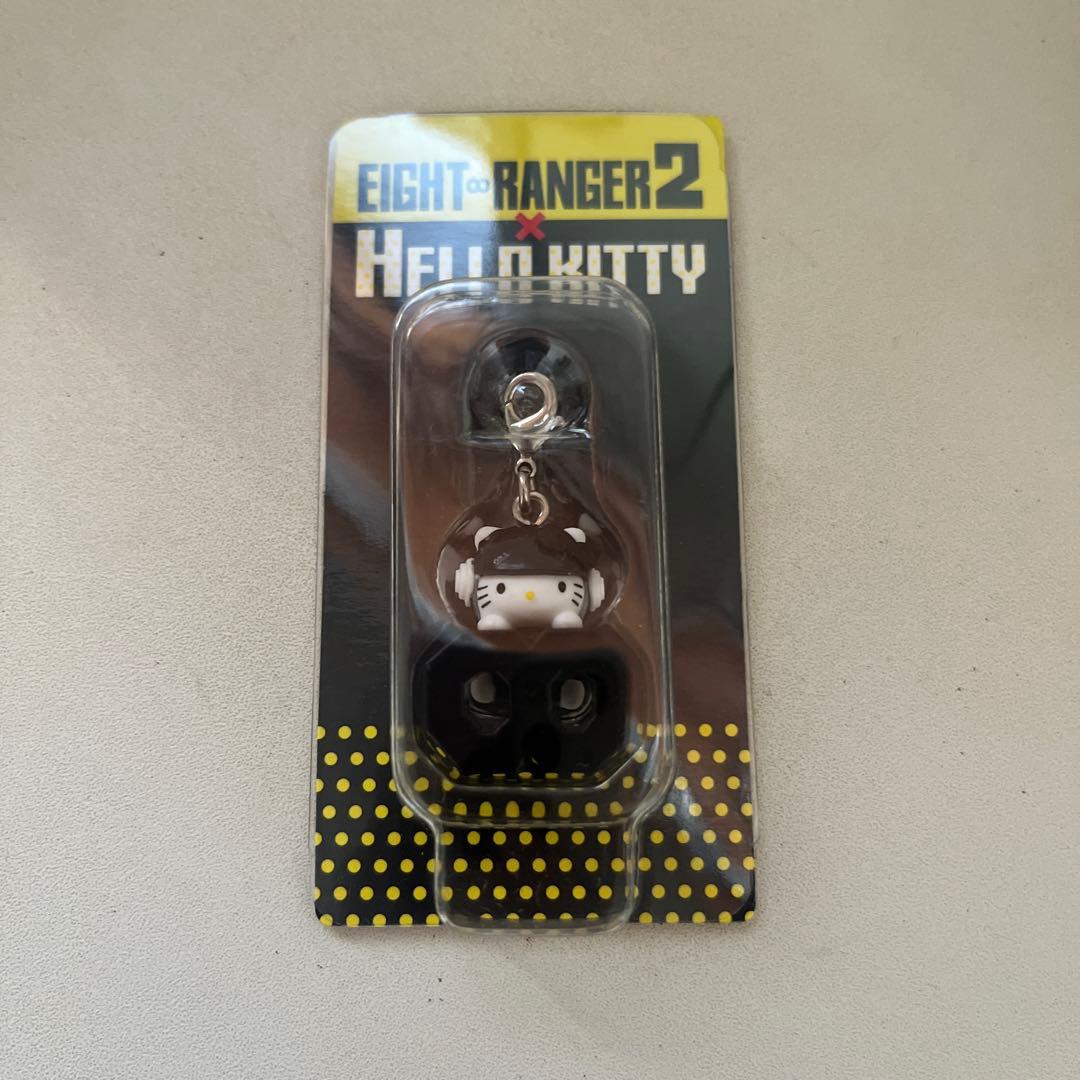 EIGHT∞RANGER2
×
HELLO KITTY